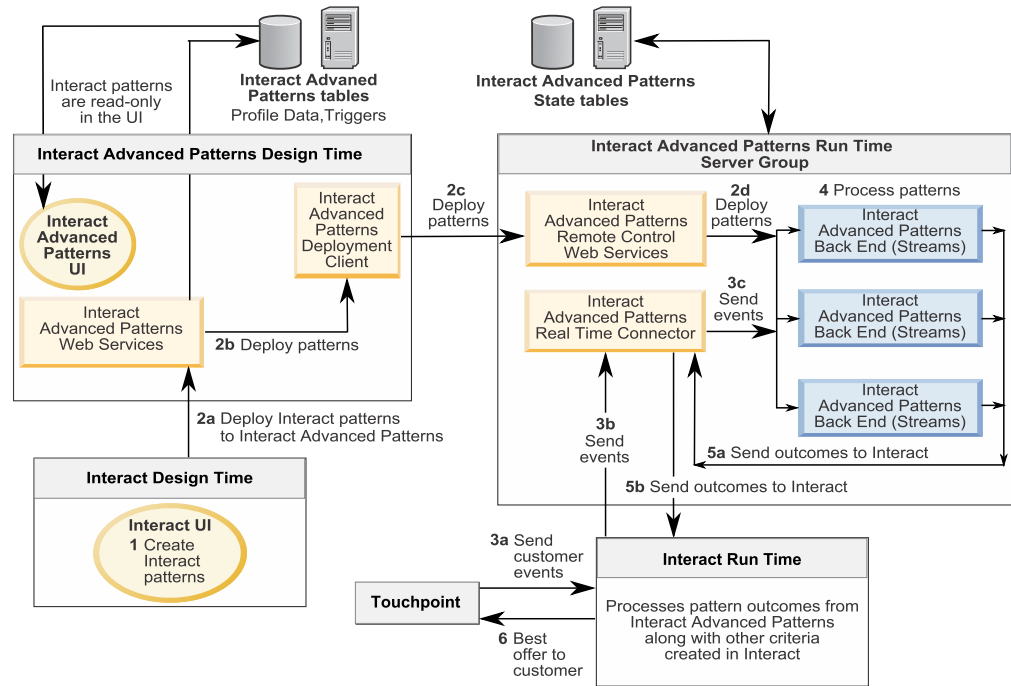 Interact Advaned
Patterns tables
Profile Data,Triggers
Interact Advanced Patterns
State tables
Interact patterns
are read-only
in the UI
Interact Advanced Patterns Design Time
Interact
Advanced
Patterns
UI
Interact
Advanced Patterns
Web Services
2b Deploy patterns
Interact
Advanced
Patterns
Deployment
Client
2c
Deploy
patterns
2a Deploy Interact patterns
to Interact Advanced Patterns
Interact Design Time
Interact UI
1 Create
Interact
patterns
Interact Advanced Patterns Run Time
Server Group
Interact
Advanced Patterns
Remote Control
Web Services
2d
Deploy
patterns
4 Process patterns
Interact
Advanced Patterns
Back End (Streams)
Interact
Advanced Patterns
Real Time Connector
3c
Send
events
Interact
Advanced Patterns
Back End (Streams)
Interact
Advanced Patterns
Back End (Streams)
3b
Send
events
5a Send outcomes to Interact
5b Send outcomes to Interact
3a Send
customer
events
Touchpoint
6 Best
offer to
customer
Interact Run Time
Processes pattern outcomes from
Interact Advanced Patterns
along with other criteria
created in Interact